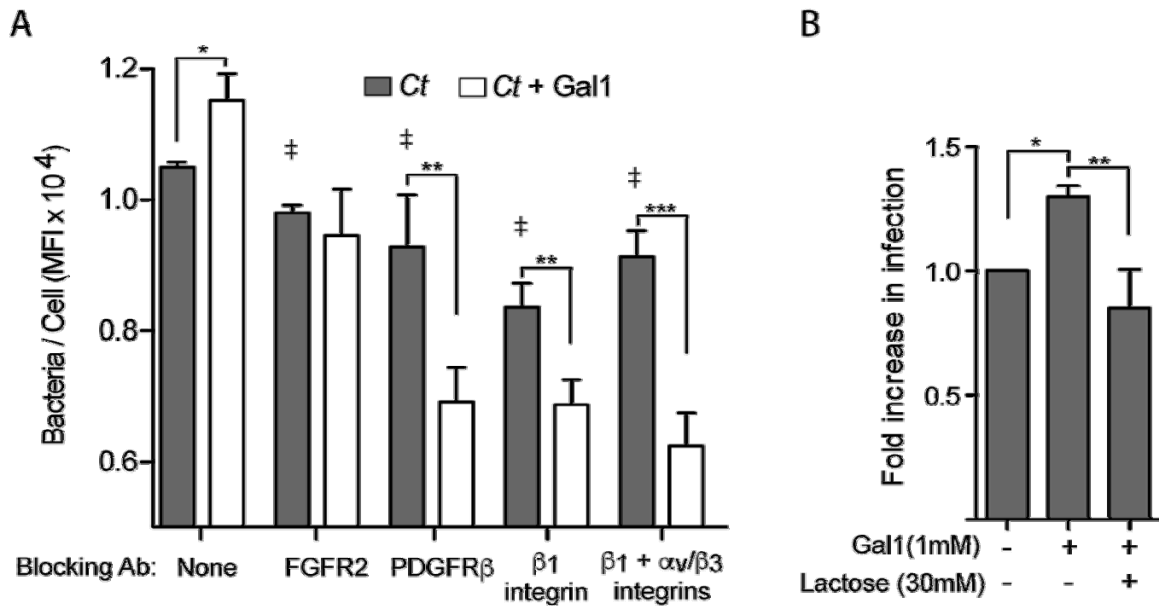 A
B
*
1.2
Ct
Ct + Gal1
‡
‡
**
‡
***
‡
**
1.0
0.8
0.6
Bacteria / Cell (MFI x 10⁻⁴)
Blocking Ab: None FGFR2 PDGFRβ β1 integrin β1 + αv/β3 integrins
*
**
1.5
1.0
0.5
Fold increase in infection
Gal1(1mM) - + +
Lactose (30mM) - - +